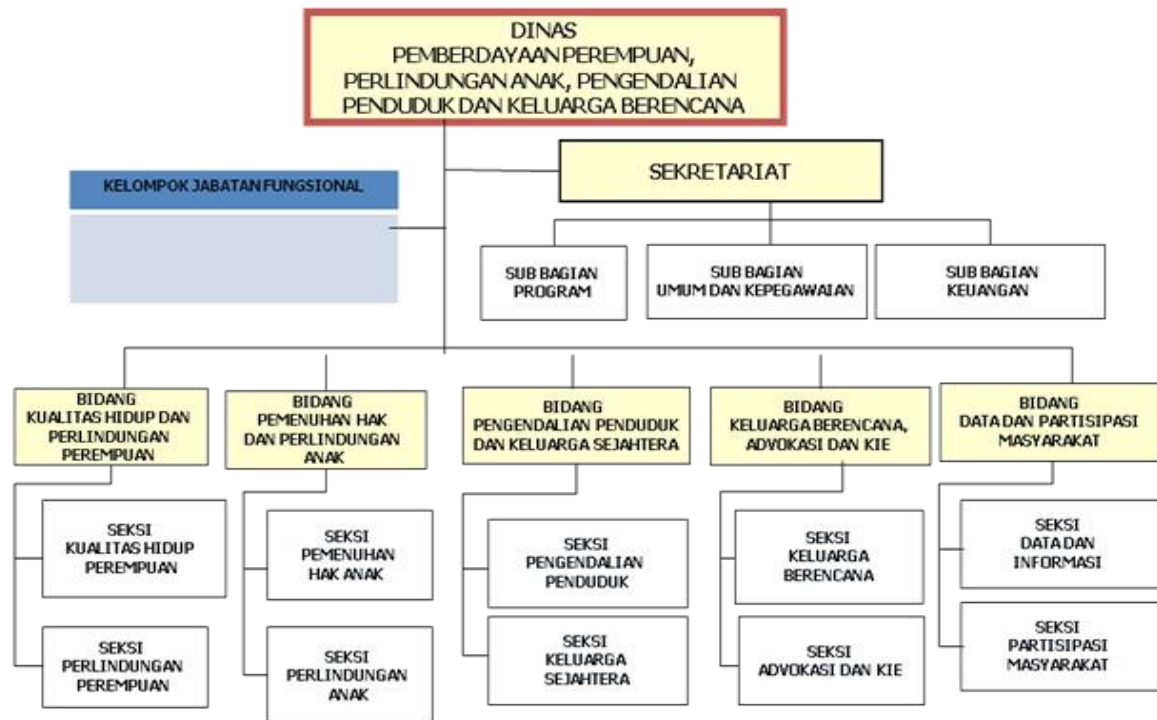 DINAS
PEMBERDAYAAN PEREMPUAN,
PERLINDUNGAN ANAK, PENGENDALIAN
PENDUDUK DAN KELUARGA BERENCANA
SEKRETARIAT
KELOMPOK JABATAN FUNGSIONAL
SUB BAGIAN
PROGRAM
SUB BAGIAN
UMUM DAN KEPEGAWAIAN
SUB BAGIAN
KEUANGAN
BIDANG
KUALITAS HIDUP DAN
PERLINDUNGAN
PEREMPUAN
BIDANG
PEMENUHAN HAK
DAN PERLINDUNGAN
ANAK
BIDANG
PENGENDALIAN PENDUDUK
DAN KELUARGA SEJAHTERA
BIDANG
KELUARGA BERENCANA,
ADVOKASI DAN KIE
BIDANG
DATA DAN PARTISIPASI
MASYARAKAT
SEKSI
KUALITAS HIDUP
PEREMPUAN
SEKSI
PEMENUHAN
HAK ANAK
SEKSI
PENGENDALIAN
PENDUDUK
SEKSI
KELUARGA
BERENCANA
SEKSI
DATA DAN
INFORMASI
SEKSI
PERLINDUNGAN
PEREMPUAN
SEKSI
PERLINDUNGAN
ANAK
SEKSI
KELUARGA
SEJAHTERA
SEKSI
ADVOKASI DAN KIE
SEKSI
PARTISIPASI
MASYARAKAT